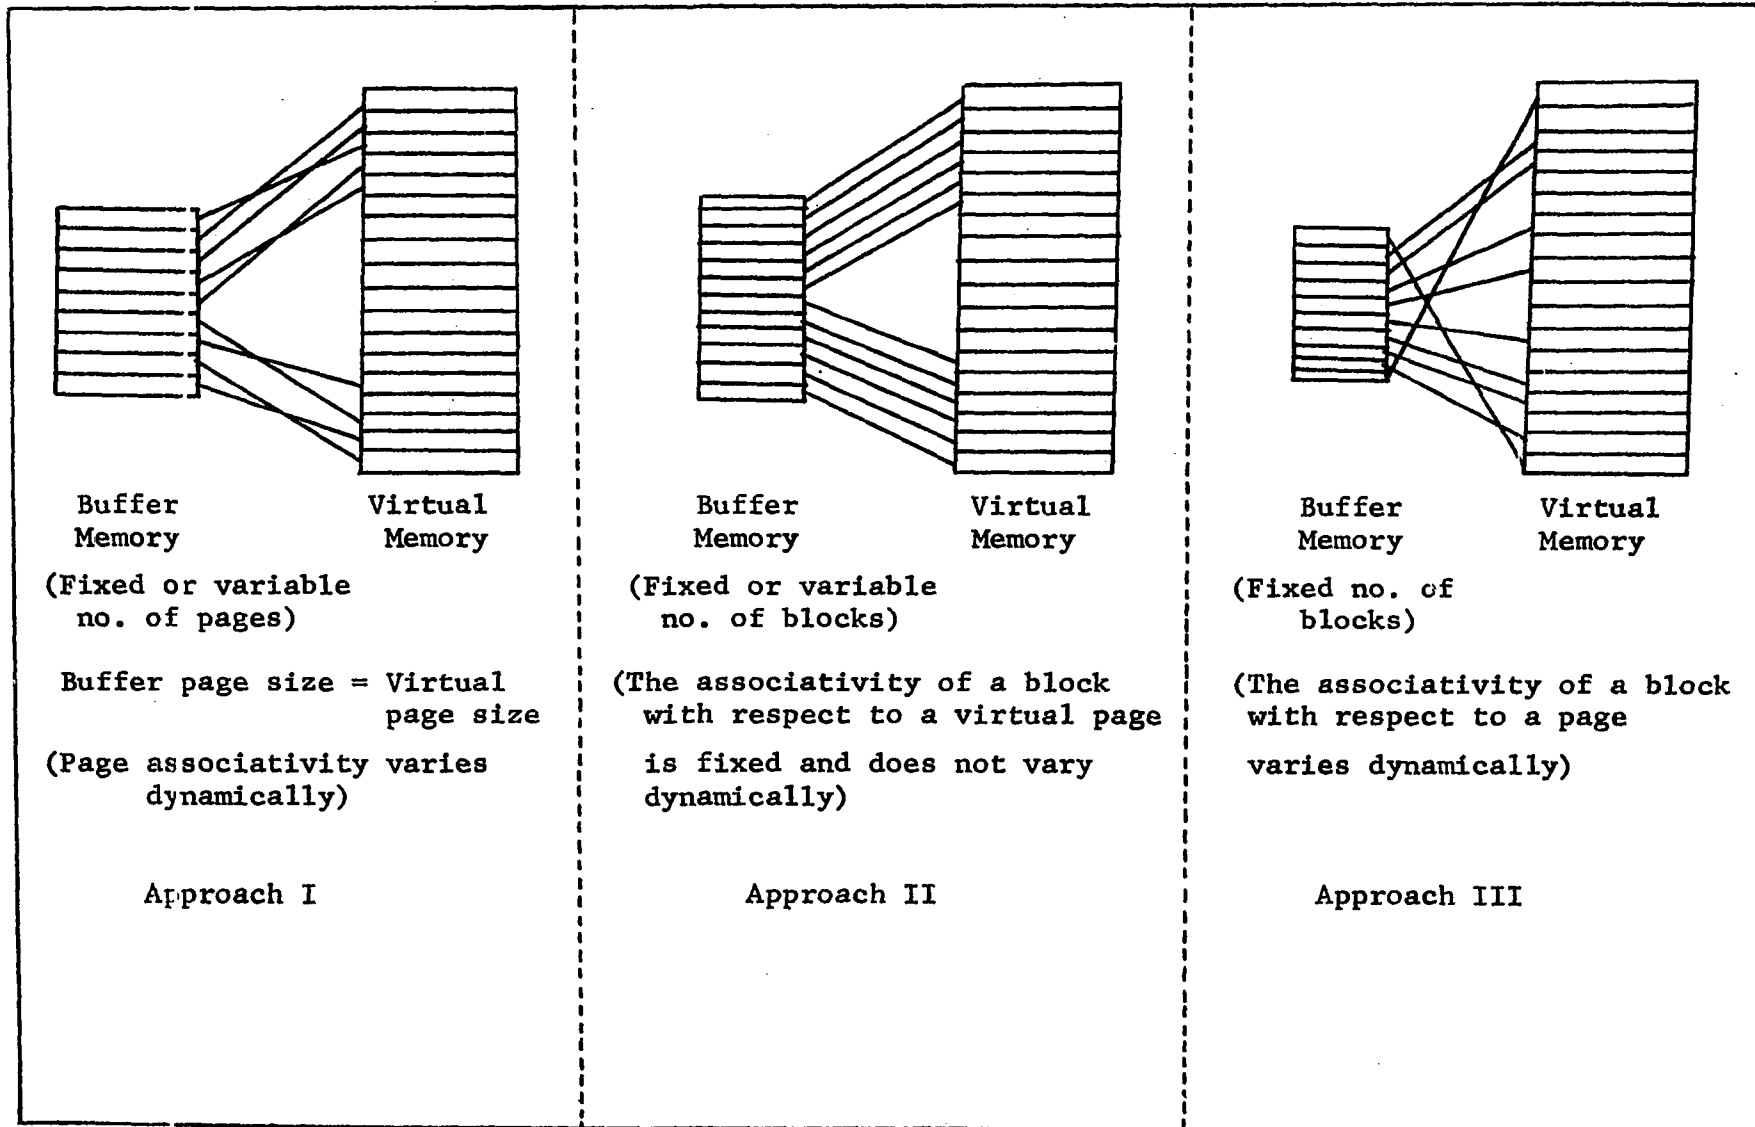 Buffer
Memory
Virtual
Memory
(Fixed or variable
no. of pages)
Buffer page size = Virtual
page size
(Page associativity varies
dynamically)
Approach I
Buffer
Memory
Virtual
Memory
(Fixed or variable
no. of blocks)
(The associativity of a block
with respect to a virtual page
is fixed and does not vary
dynamically)
Approach II
Buffer
Memory
Virtual
Memory
(Fixed no. of
blocks)
(The associativity of a block
with respect to a page
varies dynamically)
Approach III